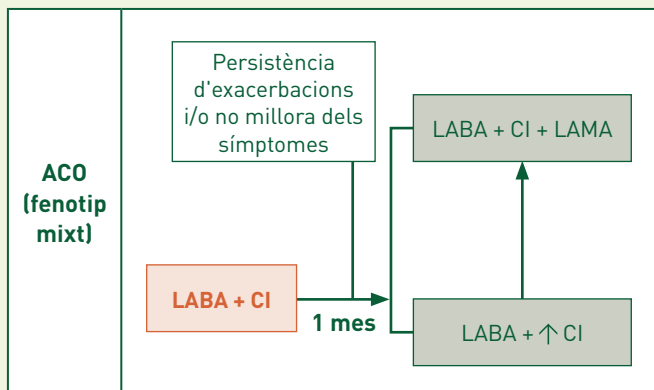 ACO
(fenotip
mixt)
Persistència
d'exacerbacions
i/o no millora dels
símptomes
LABA + CI
1 mes
LABA + CI + LAMA
LABA + ↑ CI